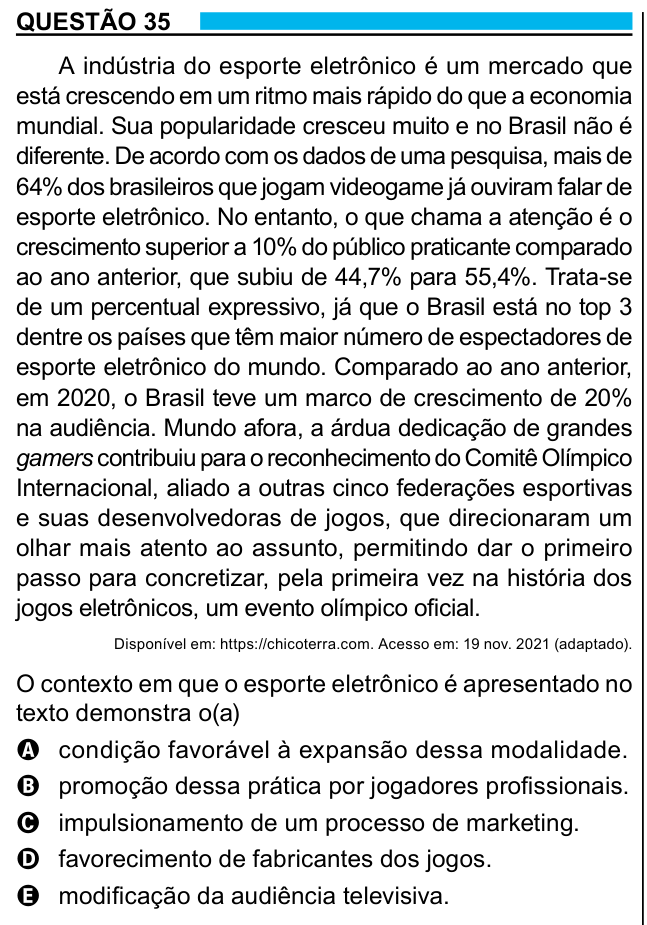 QUESTÃO 35
A indústria do esporte eletrônico é um mercado que
está crescendo em um ritmo mais rápido do que a economia
mundial. Sua popularidade cresceu muito e no Brasil não é
diferente. De acordo com os dados de uma pesquisa, mais de
64% dos brasileiros que jogam videogame já ouviram falar de
esporte eletrônico. No entanto, o que chama a atenção é o
crescimento superior a 10% do público praticante comparado
ao ano anterior, que subiu de 44,7% para 55,4%. Trata-se
de um percentual expressivo, já que o Brasil está no top 3
dentre os países que têm maior número de espectadores de
esporte eletrônico do mundo. Comparado ao ano anterior,
em 2020, o Brasil teve um marco de crescimento de 20%
na audiência. Mundo afora, a árdua dedicação de grandes
gamers contribuiu para o reconhecimento do Comitê Olímpico
Internacional, aliado a outras cinco federações esportivas
e suas desenvolvedoras de jogos, que direcionaram um
olhar mais atento ao assunto, permitindo dar o primeiro
passo para concretizar, pela primeira vez na história dos
jogos eletrônicos, um evento olímpico oficial.
Disponível em: https://chicoterra.com. Acesso em: 19 nov. 2021 (adaptado).
O contexto em que o esporte eletrônico é apresentado no
texto demonstra o(a)
A condição favorável à expansão dessa modalidade.
B promoção dessa prática por jogadores profissionais.
C impulsionamento de um processo de marketing.
D favorecimento de fabricantes dos jogos.
E modificação da audiência televisiva.